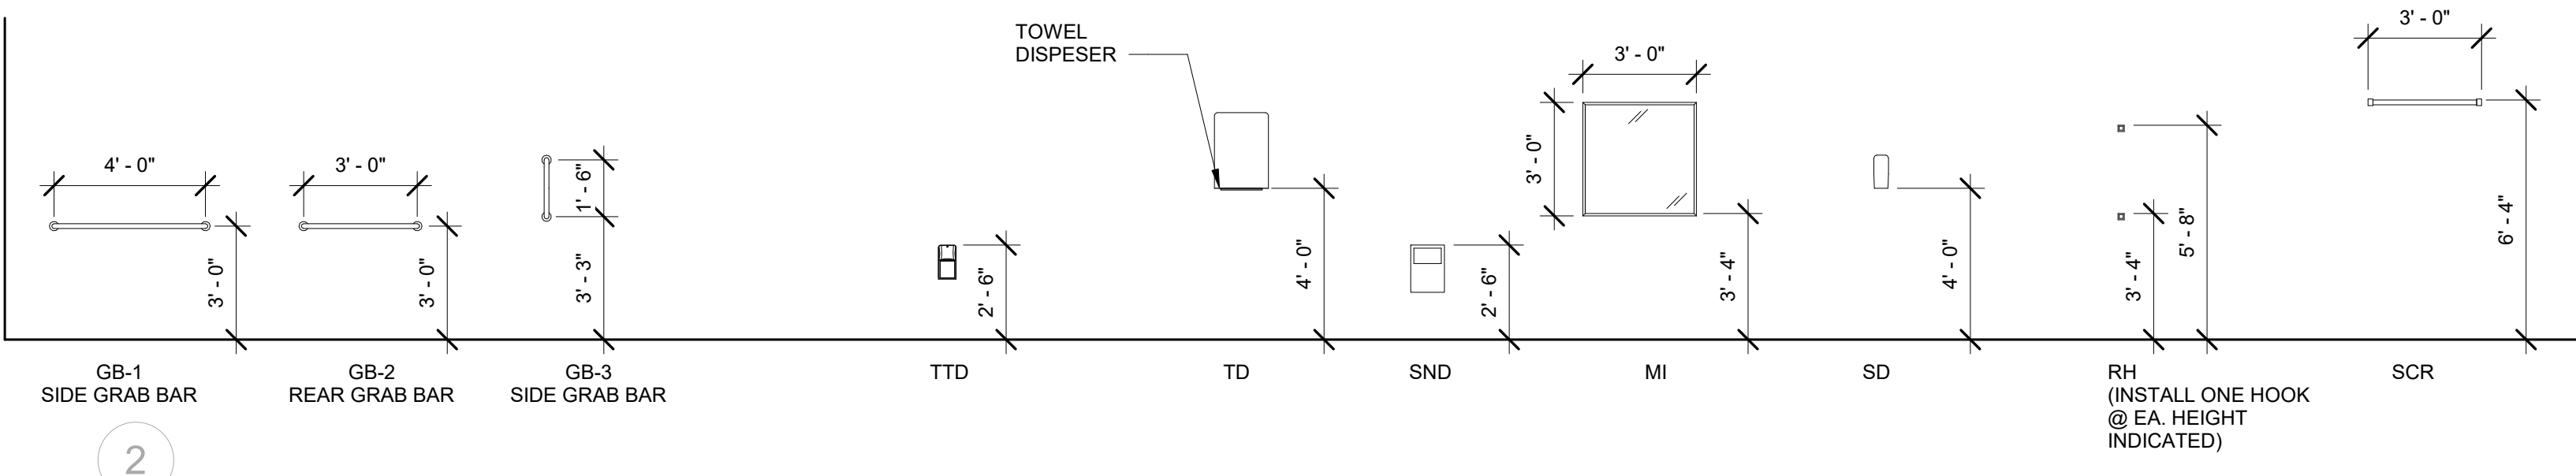 TOWEL
DISPESER
3' - 0"
3' - 0"
4' - 0"
3' - 0"
1' - 6"
3' - 0"
3' - 0"
3' - 0"
3' - 3"
2' - 6"
4' - 0"
2' - 6"
3' - 4"
4' - 0"
3' - 4"
5' - 8"
6' - 4"
GB-1
SIDE GRAB BAR
GB-2
REAR GRAB BAR
GB-3
SIDE GRAB BAR
TTD
TD
SND
MI
SD
RH
(INSTALL ONE HOOK
@ EA. HEIGHT
INDICATED)
SCR
2